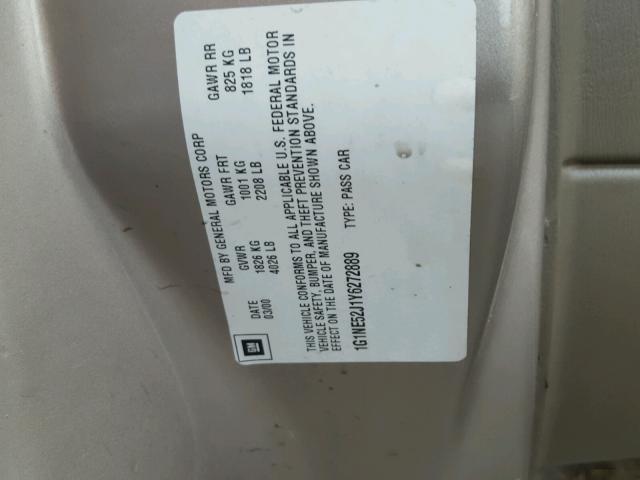 MFD BY GENERAL MOTORS CORP
DATE GVWR GAWR FRT GAWR RR
03/00 1826 KG 1001 KG 825 KG
4026 LB 2208 LB 1818 LB
THIS VEHICLE CONFORMS TO ALL APPLICABLE U.S. FEDERAL MOTOR
VEHICLE SAFETY, BUMPER, AND THEFT PREVENTION STANDARDS IN
EFFECT ON THE DATE OF MANUFACTURE SHOWN ABOVE.
1G1NE52J1Y6272889 TYPE: PASS CAR
GM